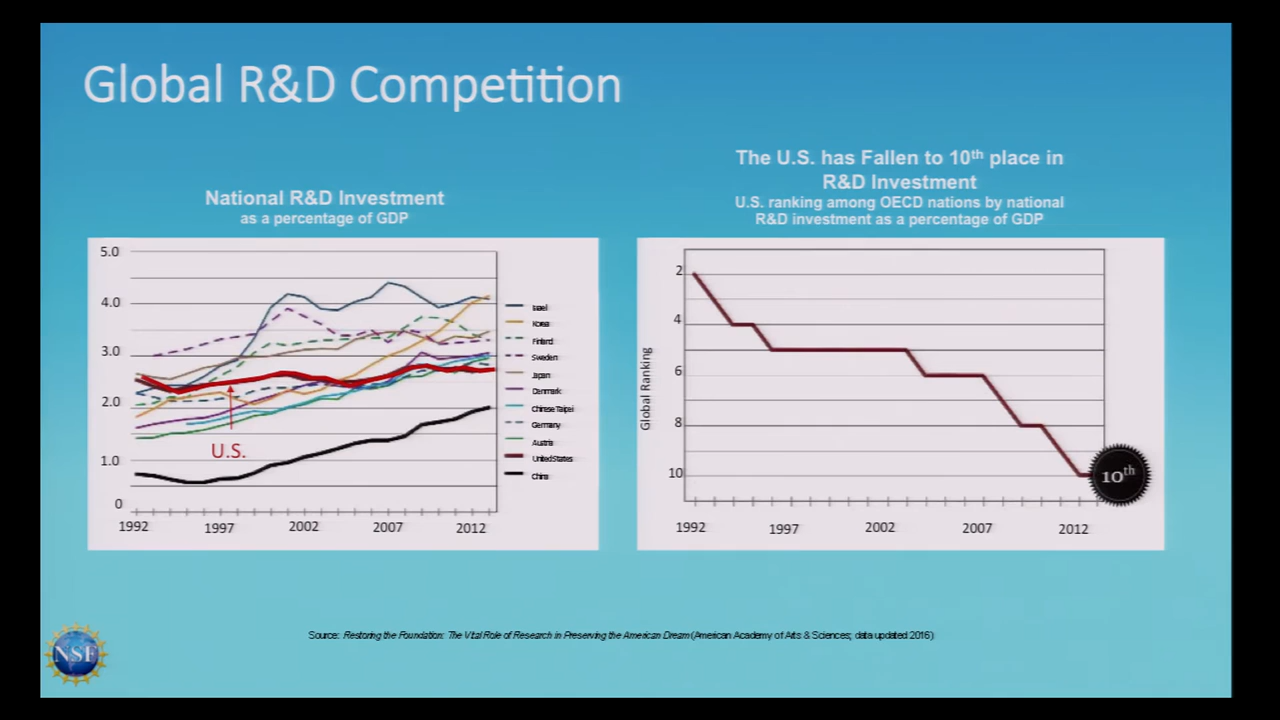 Global R&D Competition
National R&D Investment
as a percentage of GDP
The U.S. has Fallen to 10th place in
R&D Investment
U.S. ranking among OECD nations by national
R&D investment as a percentage of GDP
5.0
4.0
3.0
2.0
1.0
0
1992 1997 2002 2007 2012
U.S.
Israel
Korea
Finland
Sweden
Japan
Denmark
Chinese Taipei
Germany
Austria
United States
China
Global Ranking
2
4
6
8
10
1992 1997 2002 2007 2012
10th
Source: Restoring the Foundation: The Vital Role of Research in Preserving the American Dream (American Academy of Arts & Sciences; data updated 2016)
NSF